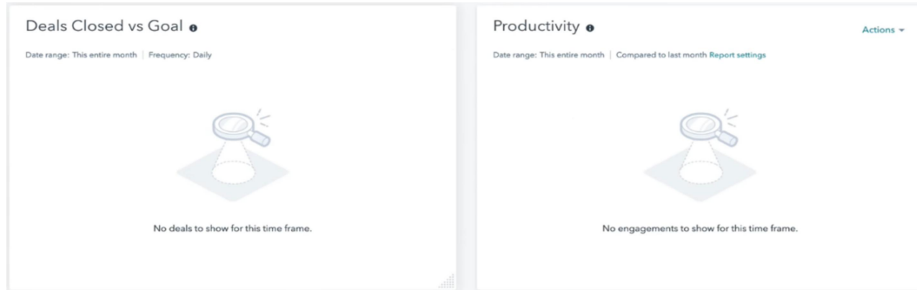 Deals Closed vs Goal
Date range: This entire month | Frequency: Daily
No deals to show for this time frame.
Productivity
Actions
Date range: This entire month | Compared to last month Report settings
No engagements to show for this time frame.